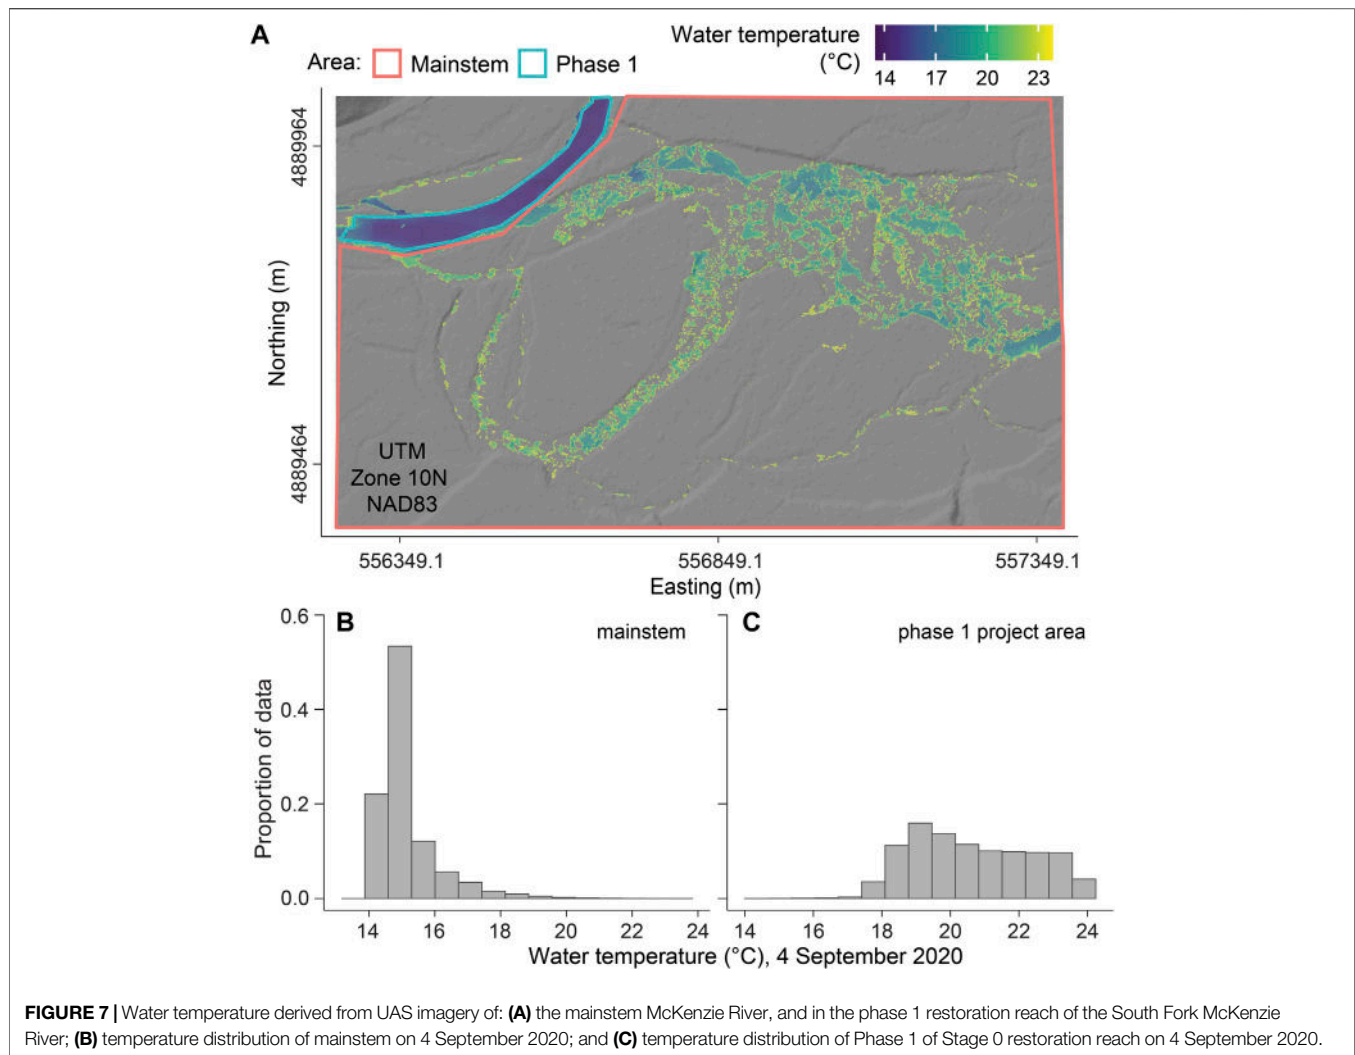 A
Water temperature
(°C)
14 17 20 23
Area: Mainstem Phase 1
Northing (m)
4889964
4889464
UTM
Zone 10N
NAD83
556349.1 556849.1 557349.1
Easting (m)
B mainstem
C phase 1 project area
Proportion of data
0.6
0.4
0.2
0.0
14 16 18 20 22 24
14 16 18 20 22 24
Water temperature (°C), 4 September 2020
FIGURE 7 | Water temperature derived from UAS imagery of: (A) the mainstem McKenzie River, and in the phase 1 restoration reach of the South Fork McKenzie
River; (B) temperature distribution of mainstem on 4 September 2020; and (C) temperature distribution of Phase 1 of Stage 0 restoration reach on 4 September 2020.